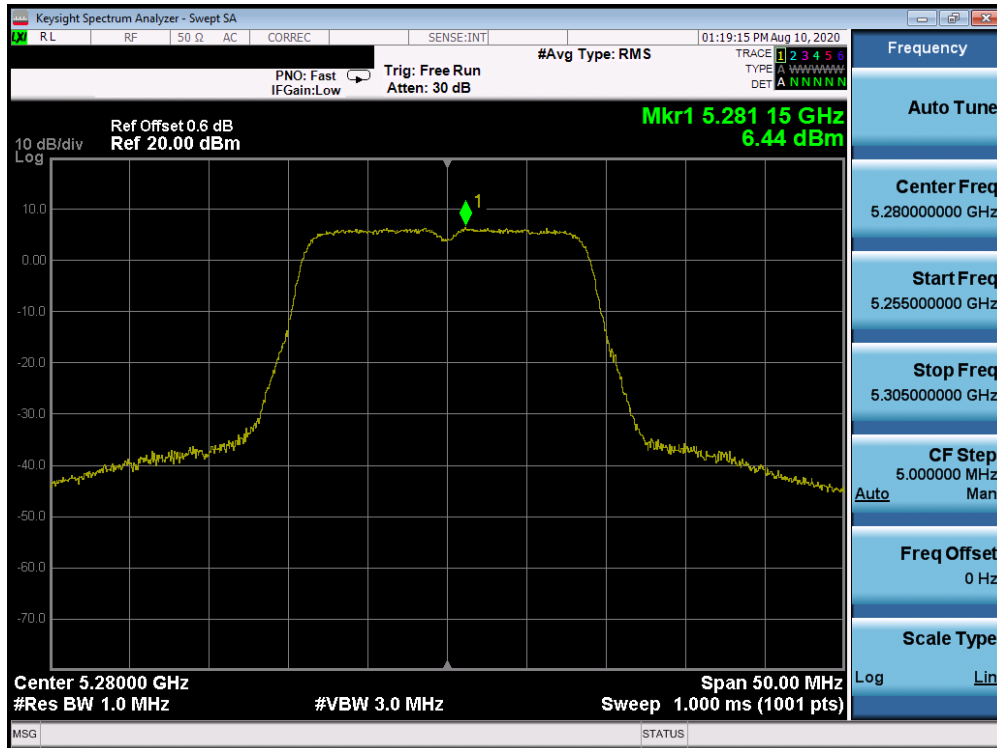 Keysight Spectrum Analyzer - Swept SA
LXI RL RF 50 Ω AC CORREC SENSE:INT 01:19:15 PM Aug 10, 2020
PNO: Fast
IFGain:Low
Trig: Free Run
Atten: 30 dB
#Avg Type: RMS
TRACE 1 2 3 4 5 6
TYPE A WWWWW
DET A N N N N N
Mkr1 5.281 15 GHz
6.44 dBm
Ref Offset 0.6 dB
10 dB/div Ref 20.00 dBm
Log
1
10.0
0.00
-10.0
-20.0
-30.0
-40.0
-50.0
-60.0
-70.0
Center 5.28000 GHz Span 50.00 MHz
#Res BW 1.0 MHz #VBW 3.0 MHz Sweep 1.000 ms (1001 pts)
MSG STATUS
Frequency
Auto Tune
Center Freq
5.280000000 GHz
Start Freq
5.255000000 GHz
Stop Freq
5.305000000 GHz
CF Step
5.000000 MHz
Auto Man
Freq Offset
0 Hz
Scale Type
Log Lin